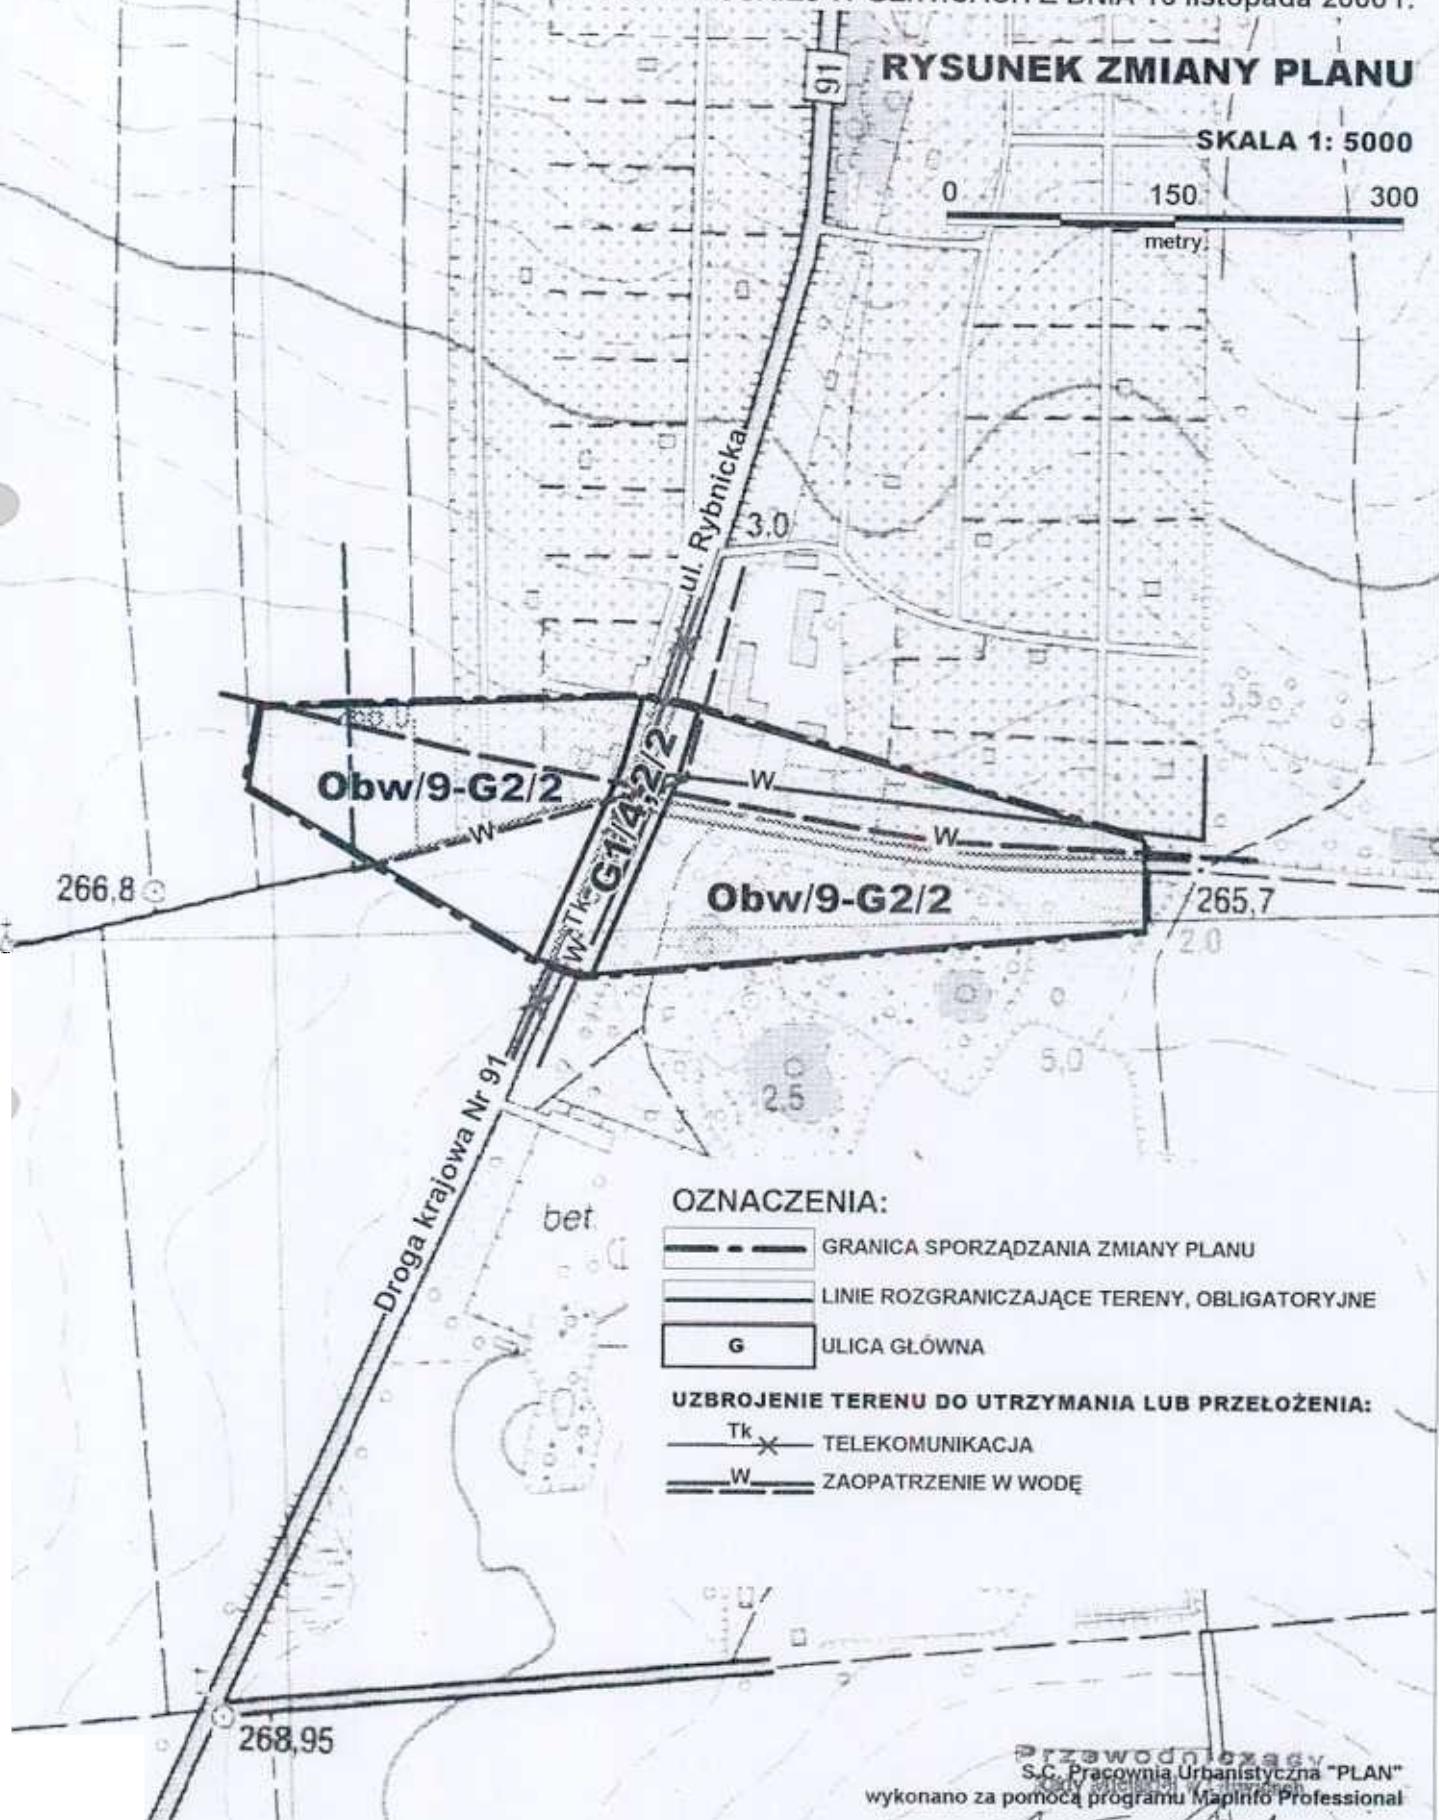 listopada 2000 r.
RYSUNEK ZMIANY PLANU
SKALA 1: 5000
0 150 300
metry
91
ul. Rybnicka
3,0
3,5
Obw/9-G2/2
G1/4,2/2
W
W
W
Tk
W
Obw/9-G2/2
266,8
265,7
2.0
5,0
2.5
Droga krajowa Nr 91
bet.
OZNACZENIA:
GRANICA SPORZĄDZANIA ZMIANY PLANU
LINIE ROZGRANICZAJĄCE TERENY, OBLIGATORYJNE
G ULICA GŁÓWNA
UZBROJENIE TERENU DO UTRZYMANIA LUB PRZEŁOŻENIA:
Tk TELEKOMUNIKACJA
W ZAOPATRZENIE W WODĘ
268,95
Przewodniczący
S.C. Pracownia Urbanistyczna "PLAN"
wykonano za pomocą programu MapInfo Professional